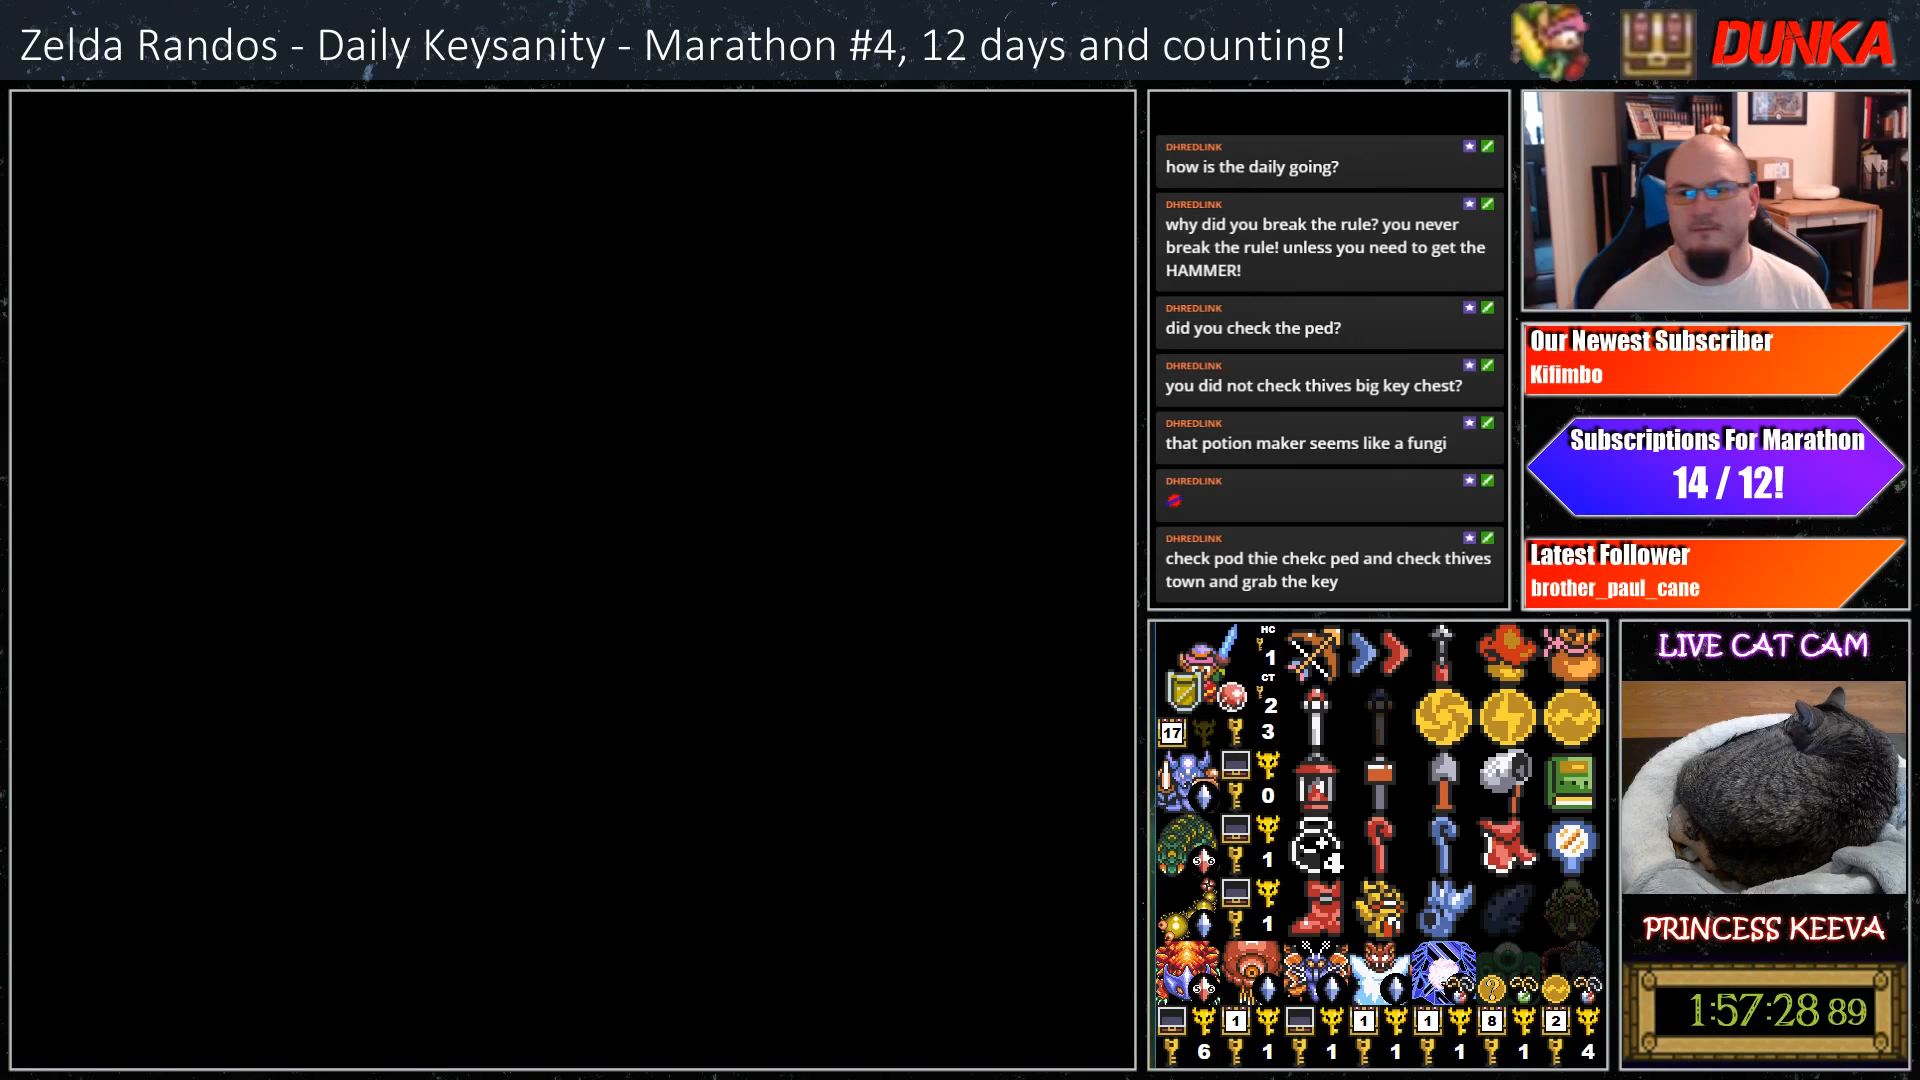 Zelda Randos - Daily Keysanity - Marathon #4, 12 days and counting!
DUNKA
DHREDLINK
how is the daily going?
DHREDLINK
why did you break the rule? you never
break the rule! unless you need to get the
HAMMER!
DHREDLINK
did you check the ped?
DHREDLINK
you did not check thives big key chest?
DHREDLINK
that potion maker seems like a fungi
DHREDLINK
DHREDLINK
check pod thie chekc ped and check thives
town and grab the key
Our Newest Subscriber
Kifimbo
Subscriptions For Marathon
14 / 12!
Latest Follower
brother_paul_cane
HC
1
CT
2
17
3
0
1
4
1
1
1
1
8
2
6
1
1
1
1
1
4
LIVE CAT CAM
PRINCESS KEEVA
1:57:28 89